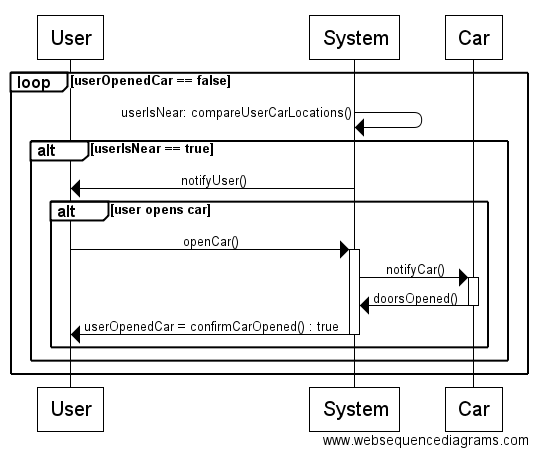 User System Car
loop [userOpenedCar == false]
userIsNear: compareUserCarLocations()
alt [userIsNear == true]
notifyUser()
alt [user opens car]
openCar()
notifyCar()
doorsOpened()
userOpenedCar = confirmCarOpened() : true
User System Car
www.websequencediagrams.com